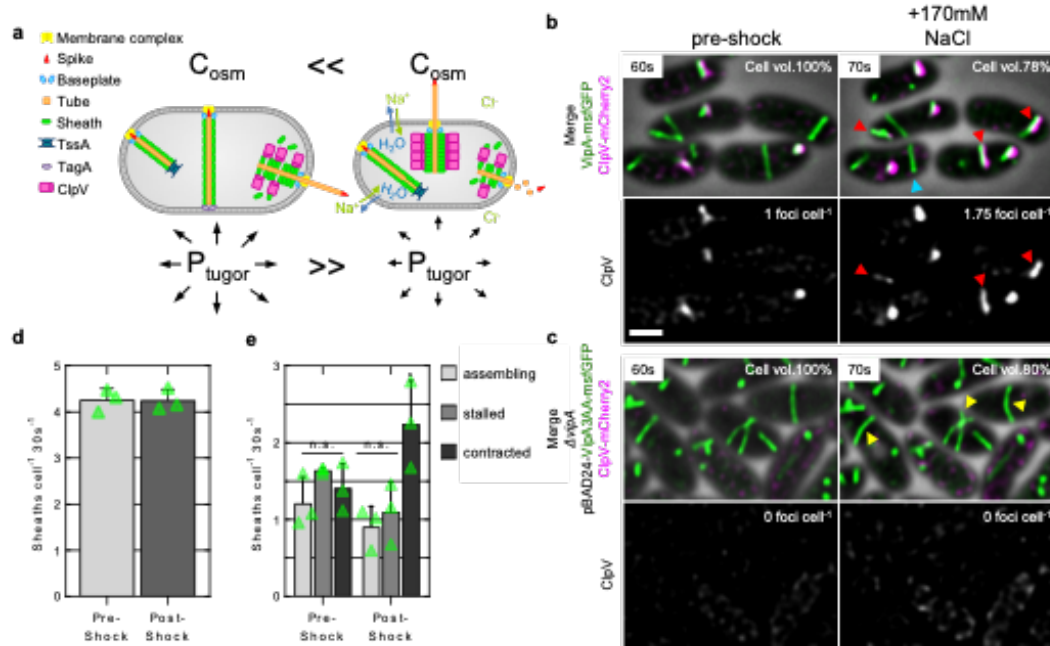 a
Membrane complex
Spike
Baseplate
Tube
Sheath
TssA
TagA
ClpV
Cosm << Cosm
Na⁺
Cl⁻
H₂O
H₂O
Na⁺
Cl⁻
Ptugor >> Ptugor
b
pre-shock
+170mM
NaCl
Merge
VipA-msfGFP
ClpV-mCherry2
60s
Cell vol.100%
70s
Cell vol.78%
ClpV
1 foci cell⁻¹
1.75 foci cell⁻¹
c
Merge
ΔvipA
pBAD24-VipA3AA-msfGFP
ClpV-mCherry2
60s
Cell vol.100%
70s
Cell vol.80%
ClpV
0 foci cell⁻¹
0 foci cell⁻¹
d
Sheaths cell⁻¹ 30s⁻¹
5
4
3
2
1
0
Pre-
Shock
Post-
Shock
e
Sheaths cell⁻¹ 30s⁻¹
3
2
1
0
n.s.
n.s.
Pre-
Shock
Post-
Shock
assembling
stalled
contracted